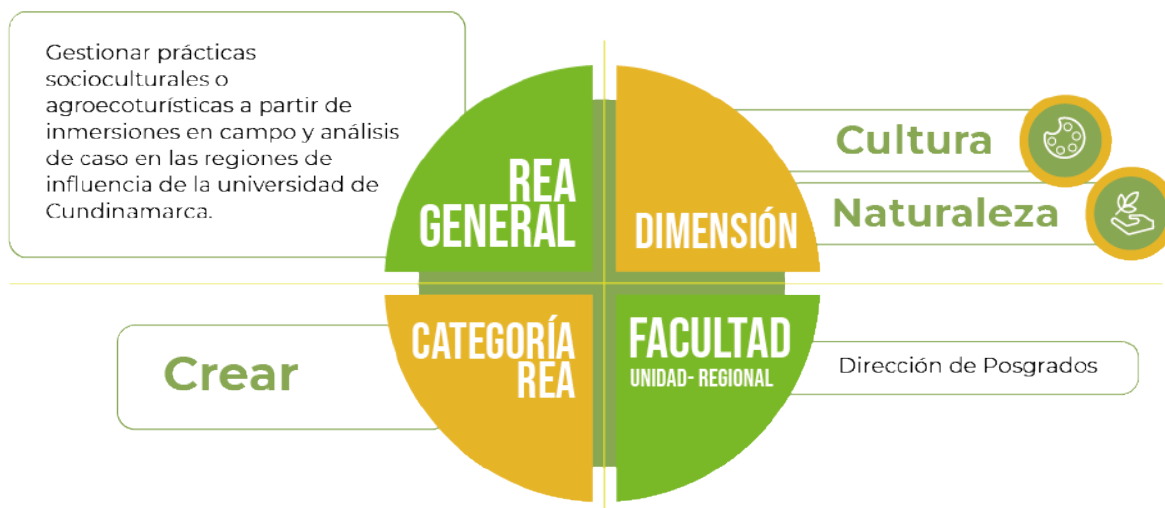 Gestionar prácticas
socioculturales o
agroecoturísticas a partir de
inmersiones en campo y análisis
de caso en las regiones de
influencia de la universidad de
Cundinamarca.
REA
GENERAL
DIMENSIÓN
Cultura
Naturaleza
Crear
CATEGORÍA
REA
FACULTAD
UNIDAD- REGIONAL
Dirección de Posgrados